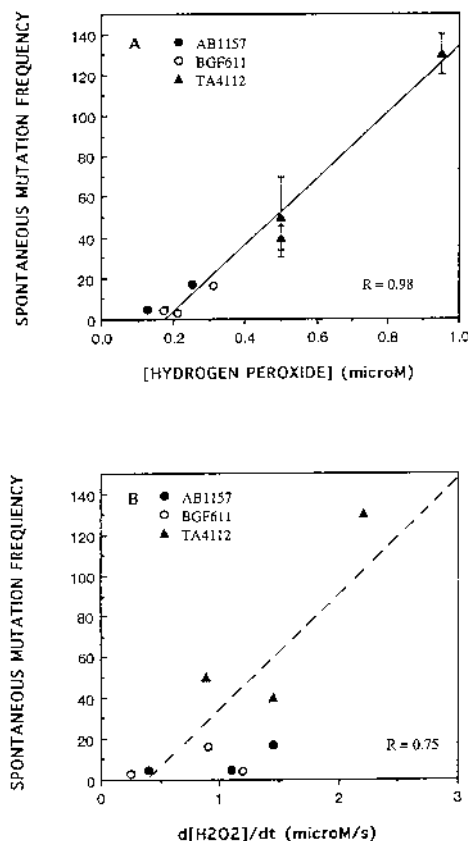 SPONTANEOUS MUTATION FREQUENCY
A
● AB1157
○ BGF611
▲ TA4112
140
120
100
80
60
40
20
0
R = 0.98
0.0 0.2 0.4 0.6 0.8 1.0
[HYDROGEN PEROXIDE] (microM)
SPONTANEOUS MUTATION FREQUENCY
B
● AB1157
○ BGF611
▲ TA4112
140
120
100
80
60
40
20
0
R = 0.75
0 1 2 3
d[H2O2]/dt (microM/s)